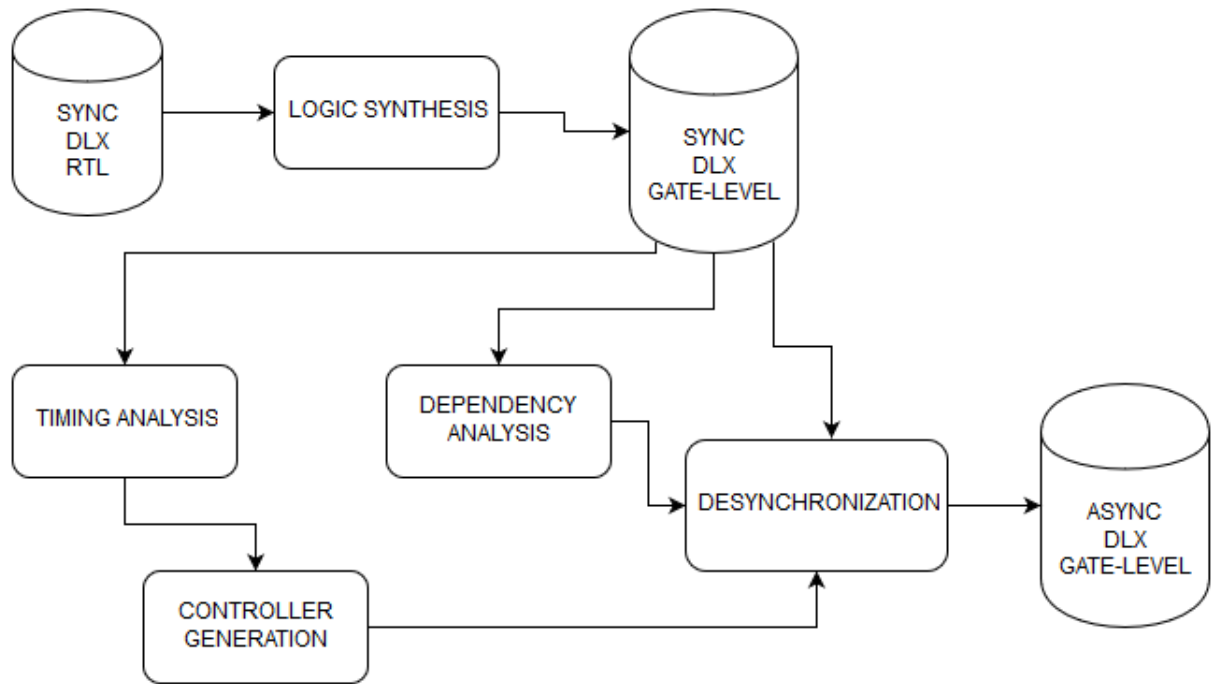 SYNC
DLX
RTL
LOGIC SYNTHESIS
SYNC
DLX
GATE-LEVEL
TIMING ANALYSIS
DEPENDENCY
ANALYSIS
DESYNCHRONIZATION
ASYNC
DLX
GATE-LEVEL
CONTROLLER
GENERATION